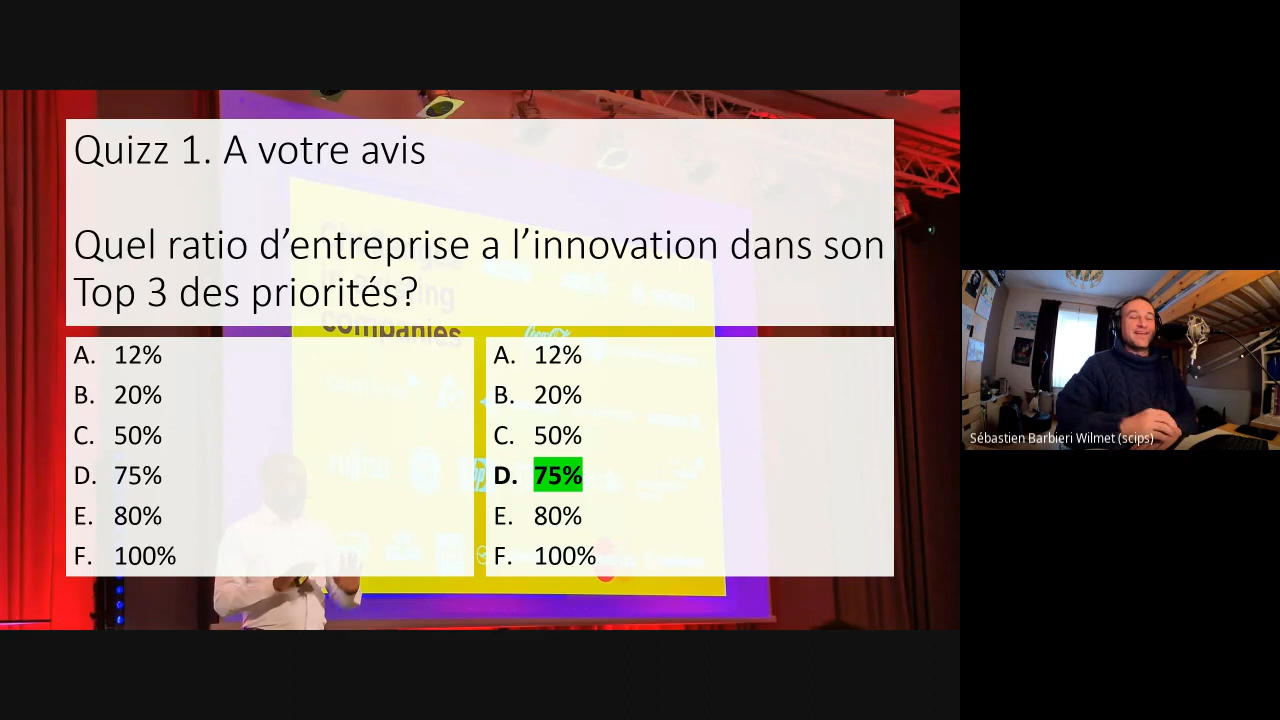 Quizz 1. A votre avis
Quel ratio d’entreprise a l’innovation dans son
Top 3 des priorités?
companies
A. 12%
B. 20%
C. 50%
D. 75%
E. 80%
F. 100%
A. 12%
B. 20%
C. 50%
D. 75%
E. 80%
F. 100%
Sébastien Barbieri Wilmet (scips)